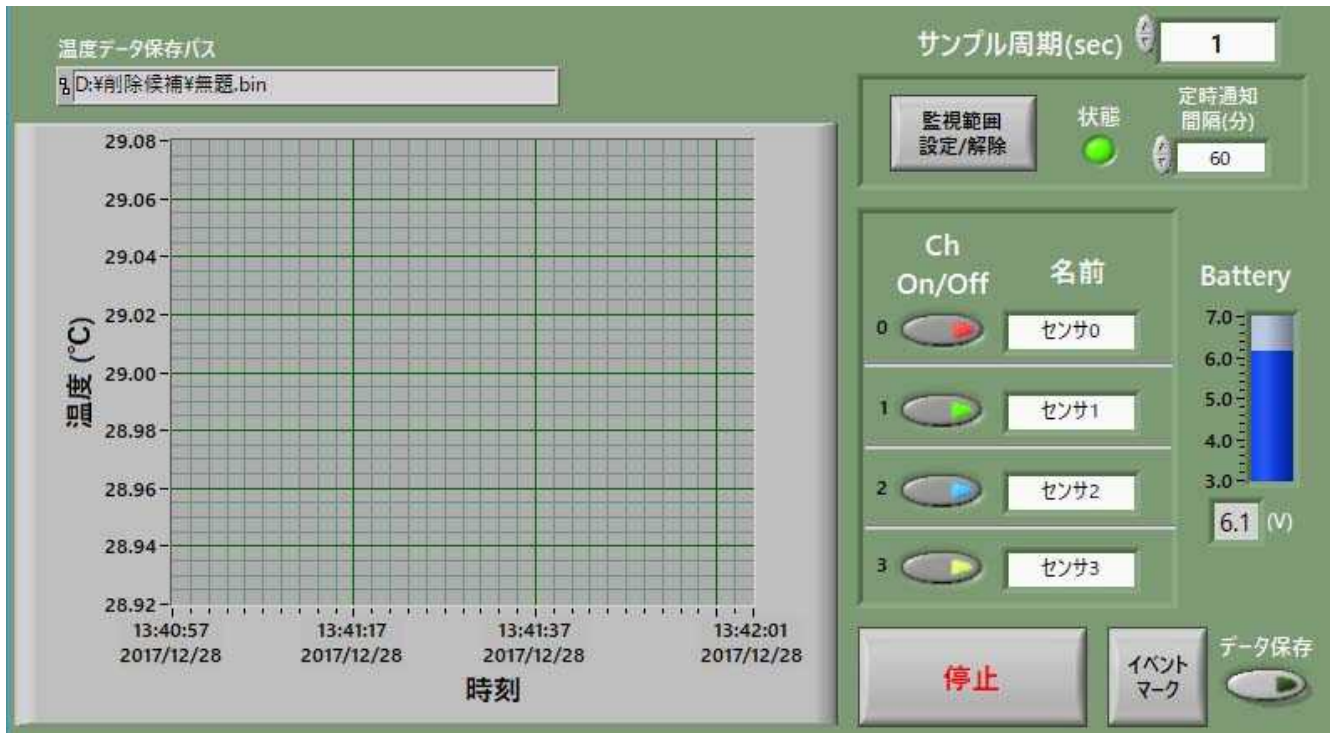 温度データ保存パス
D:¥削除候補¥無題.bin
サンプル周期(sec)
1
監視範囲
設定/解除
状態
定時通知
間隔(分)
60
29.08
29.06
29.04
29.02
29.00
28.98
28.96
28.94
28.92
温度 (°C)
13:40:57
2017/12/28
13:41:17
2017/12/28
13:41:37
2017/12/28
13:42:01
2017/12/28
時刻
Ch
On/Off
名前
0 センサ0
1 センサ1
2 センサ2
3 センサ3
Battery
7.0
6.0
5.0
4.0
3.0
6.1 (V)
停止
イベント
マーク
データ保存